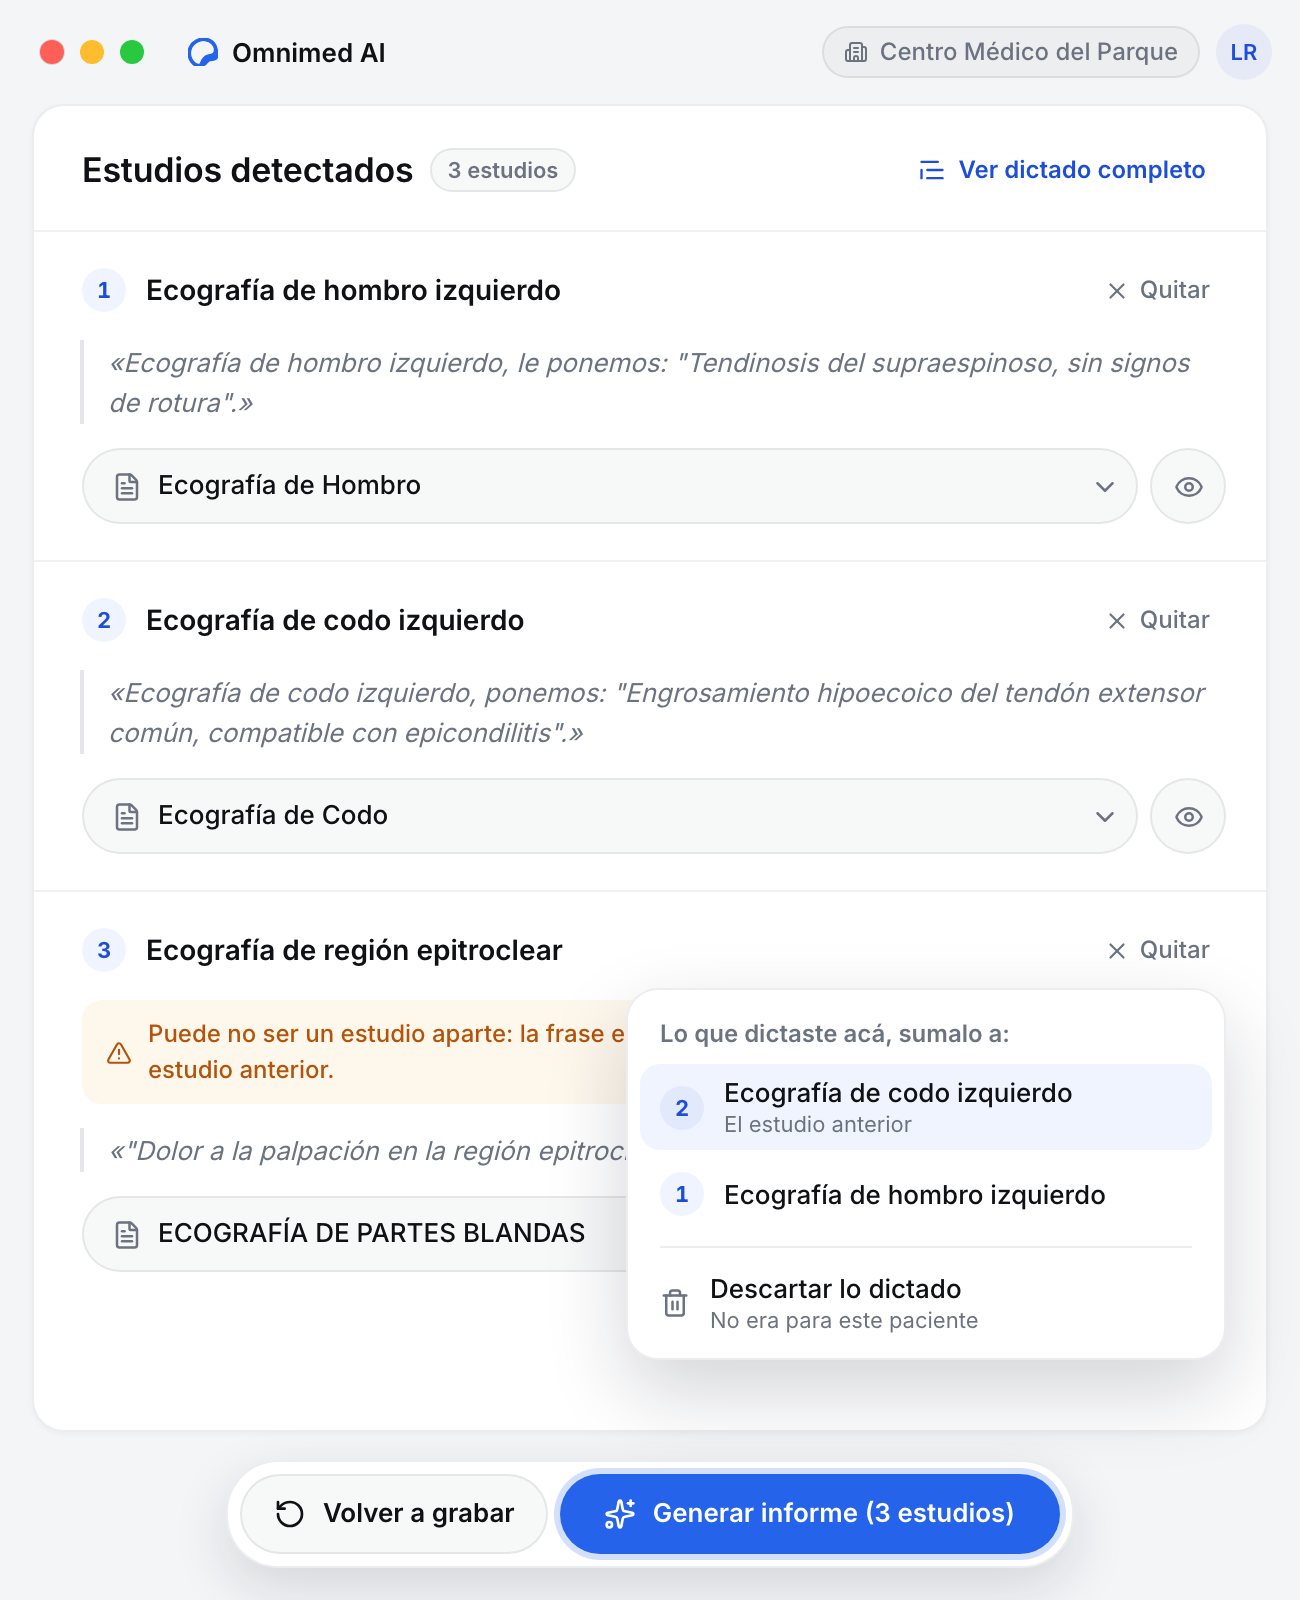 Omnimed AI
Centro Médico del Parque
LR
Estudios detectados
3 estudios
Ver dictado completo
1
Ecografía de hombro izquierdo
Quitar
«Ecografía de hombro izquierdo, le ponemos: "Tendinosis del supraespinoso, sin signos
de rotura".»
Ecografía de Hombro
2
Ecografía de codo izquierdo
Quitar
«Ecografía de codo izquierdo, ponemos: "Engrosamiento hipoecoico del tendón extensor
común, compatible con epicondilitis".»
Ecografía de Codo
3
Ecografía de región epitroclear
Quitar
Puede no ser un estudio aparte: la frase
estudio anterior.
«"Dolor a la palpación en la región
ECOGRAFÍA DE PARTES BLANDAS
Lo que dictaste acá, sumalo a:
2
Ecografía de codo izquierdo
El estudio anterior
1
Ecografía de hombro izquierdo
Descartar lo dictado
No era para este paciente
Volver a grabar
Generar informe (3 estudios)